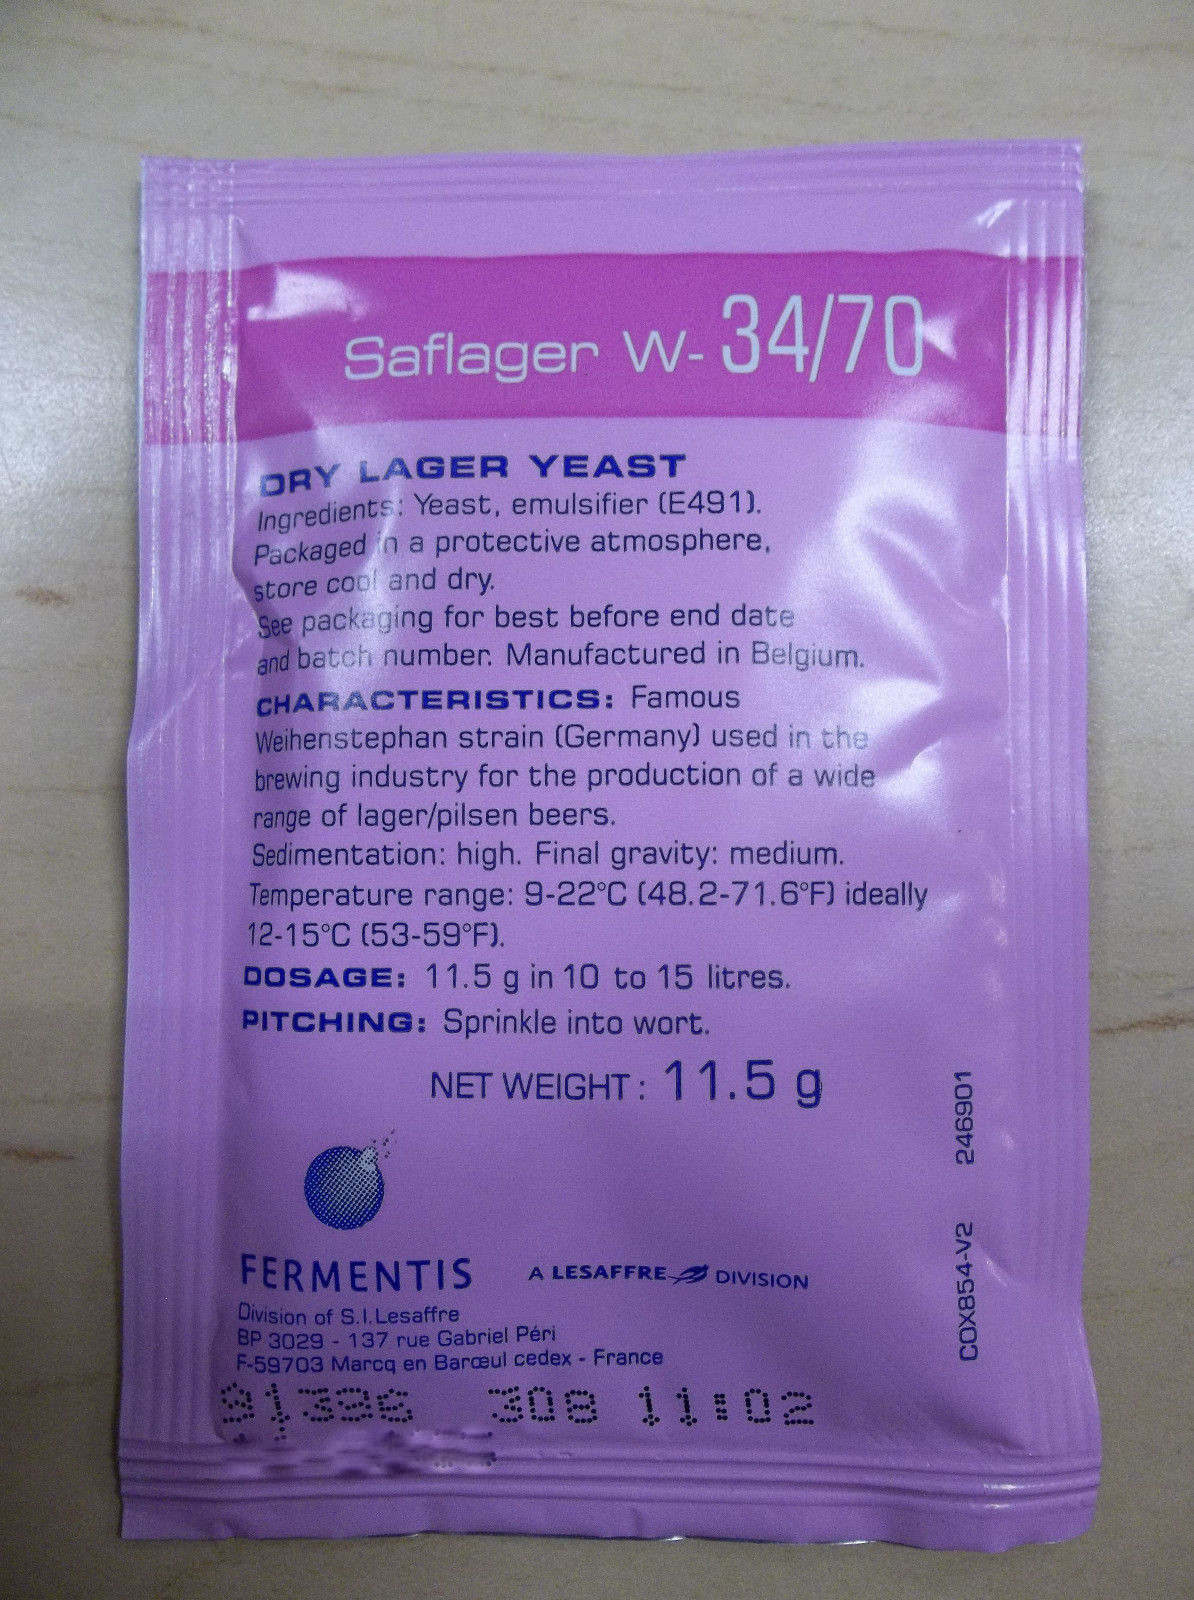 Saflager W-34/70
DRY LAGER YEAST
Ingredients: Yeast, emulsifier (E491).
Packaged in a protective atmosphere,
store cool and dry.
See packaging for best before end date
and batch number. Manufactured in Belgium.
CHARACTERISTICS: Famous
Weihenstephan strain (Germany) used in the
brewing industry for the production of a wide
range of lager/pilsen beers.
Sedimentation: high. Final gravity: medium.
Temperature range: 9-22°C (48.2-71.6°F) ideally
12-15°C (53-59°F).
DOSAGE: 11.5 g in 10 to 15 litres.
PITCHING: Sprinkle into wort.
NET WEIGHT : 11.5 g
COX854-V2 246901
FERMENTIS
A LESAFFRE DIVISION
Division of S.I.Lesaffre
BP 3029 - 137 rue Gabriel Péri
F-59703 Marcq en Barœul cedex - France
91396 308 11:02